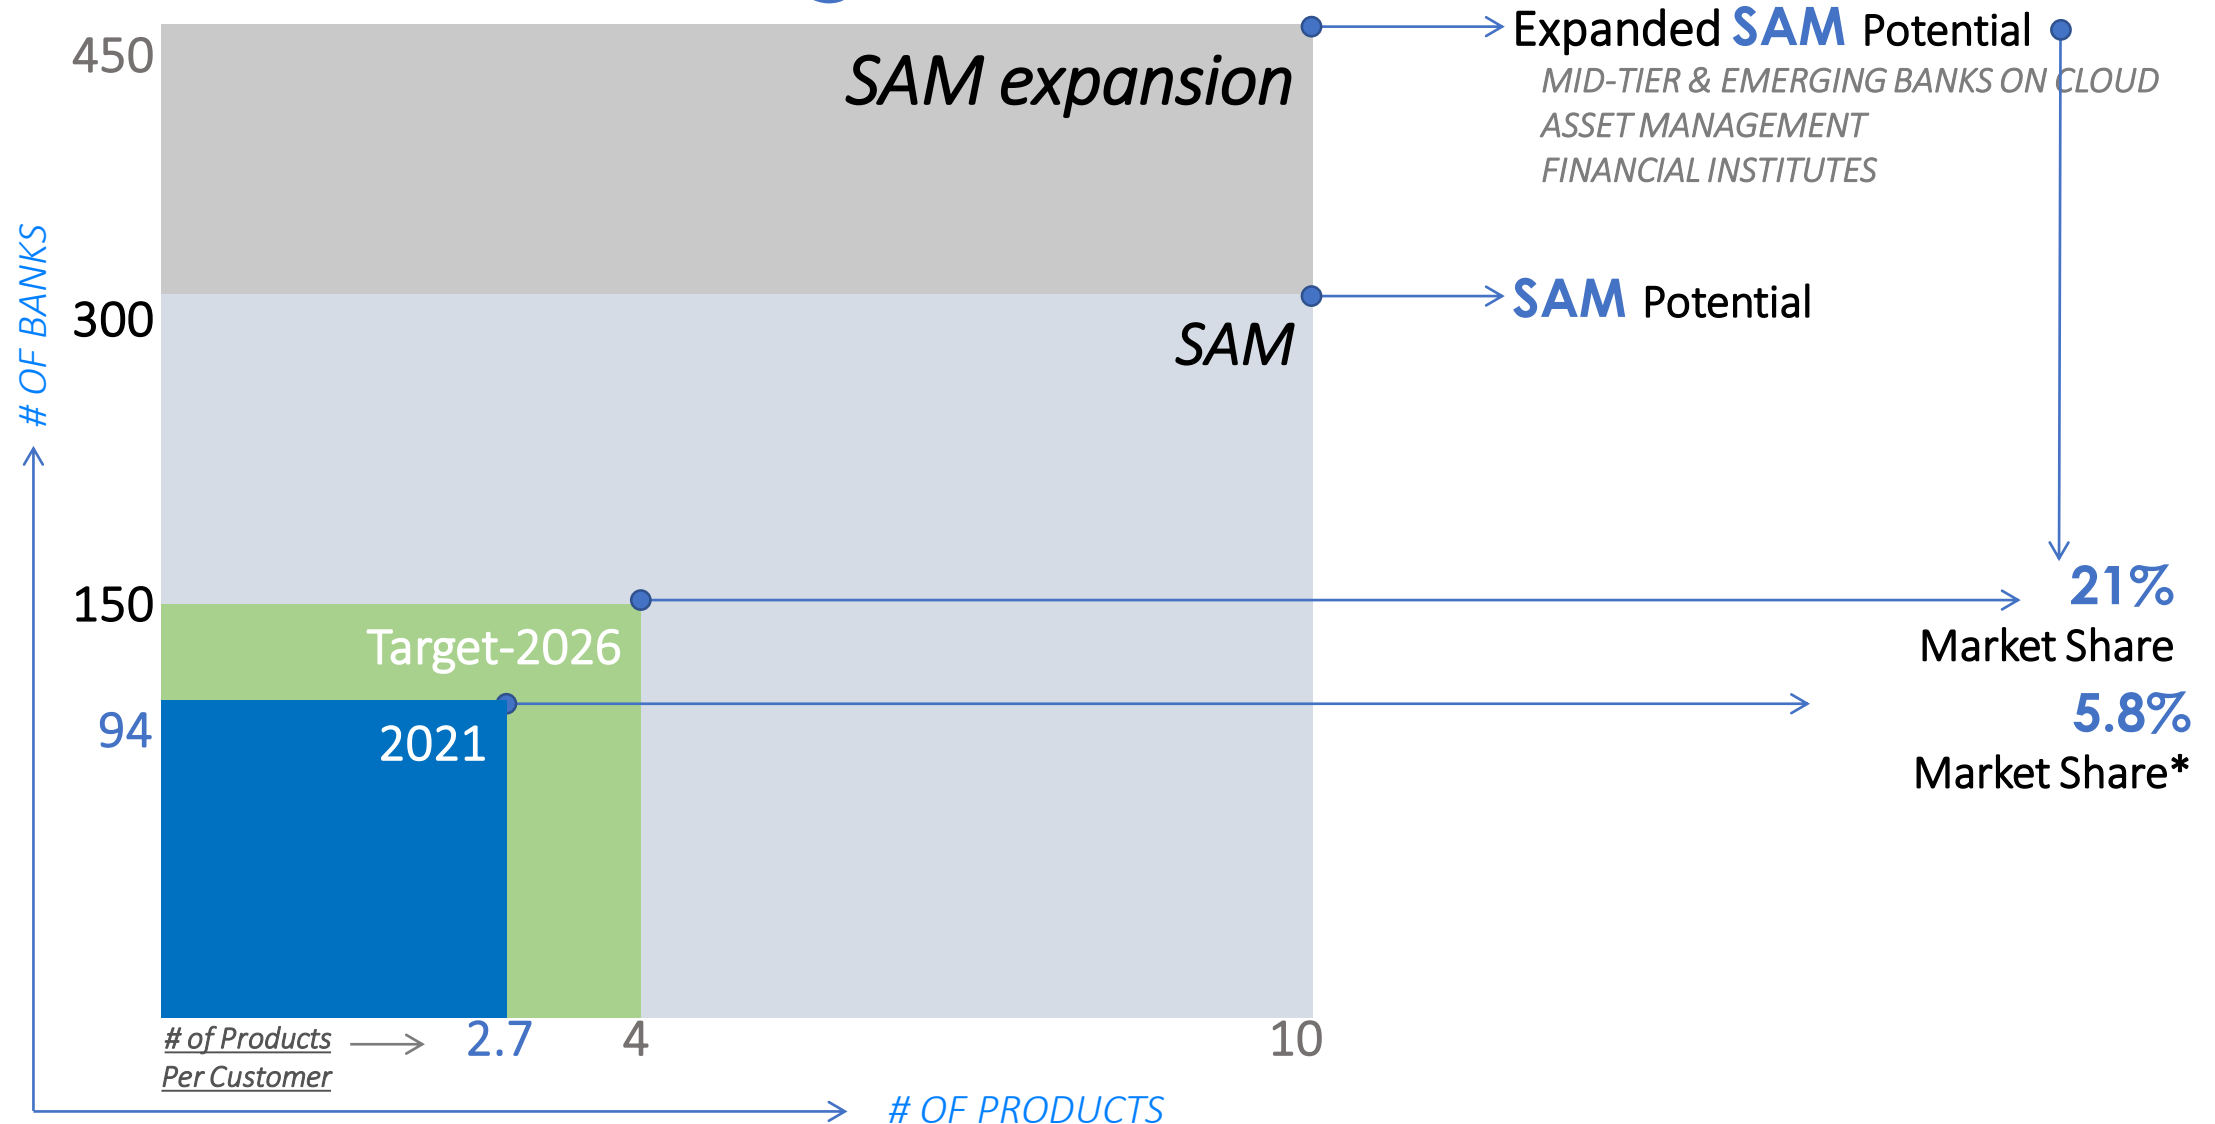 450
SAM expansion
Expanded SAM Potential
MID-TIER & EMERGING BANKS ON CLOUD
ASSET MANAGEMENT
FINANCIAL INSTITUTES
# OF BANKS
300
SAM
SAM Potential
150
Target-2026
21%
Market Share
94
2021
5.8%
Market Share*
# of Products
Per Customer
2.7
4
10
# OF PRODUCTS